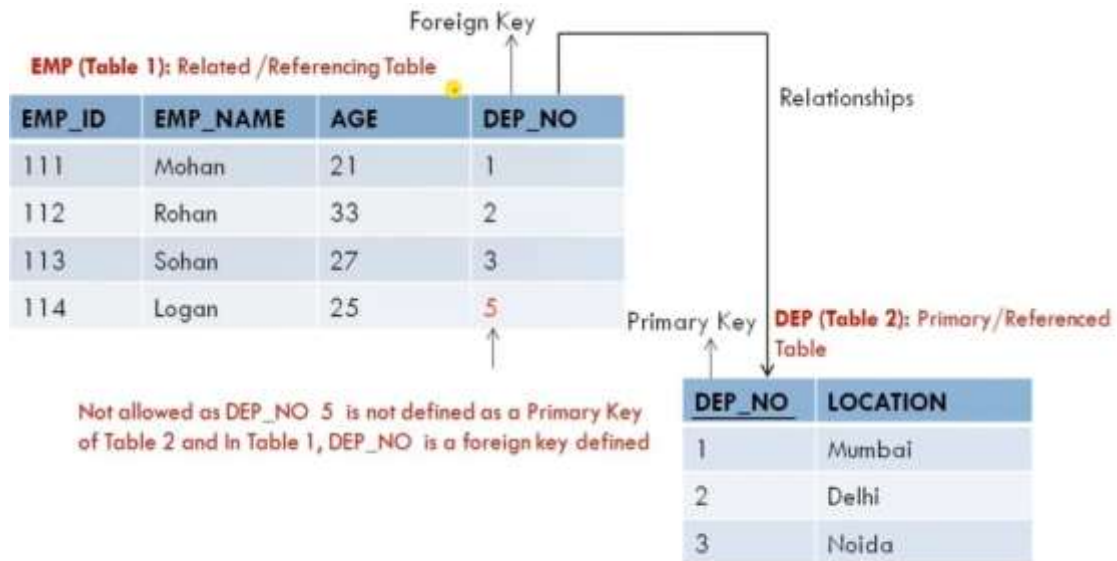 Foreign Key
EMP (Table 1): Related /Referencing Table
Relationships
EMP_ID EMP_NAME AGE DEP_NO
111 Mohan 21 1
112 Rohan 33 2
113 Sohan 27 3
114 Logan 25 5
Primary Key
DEP (Table 2): Primary/Referenced
Table
Not allowed as DEP_NO 5 is not defined as a Primary Key
of Table 2 and In Table 1, DEP_NO is a foreign key defined
DEP_NO LOCATION
1 Mumbai
2 Delhi
3 Noida